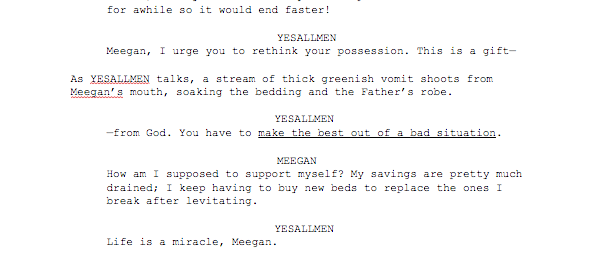 for awhile so it would end faster!
YESALLMEN
Meegan, I urge you to rethink your possession. This is a gift—
As YESALLMEN talks, a stream of thick greenish vomit shoots from
Meegan's mouth, soaking the bedding and the Father's robe.
YESALLMEN
—from God. You have to make the best out of a bad situation.
MEEGAN
How am I supposed to support myself? My savings are pretty much
drained; I keep having to buy new beds to replace the ones I
break after levitating.
YESALLMEN
Life is a miracle, Meegan.